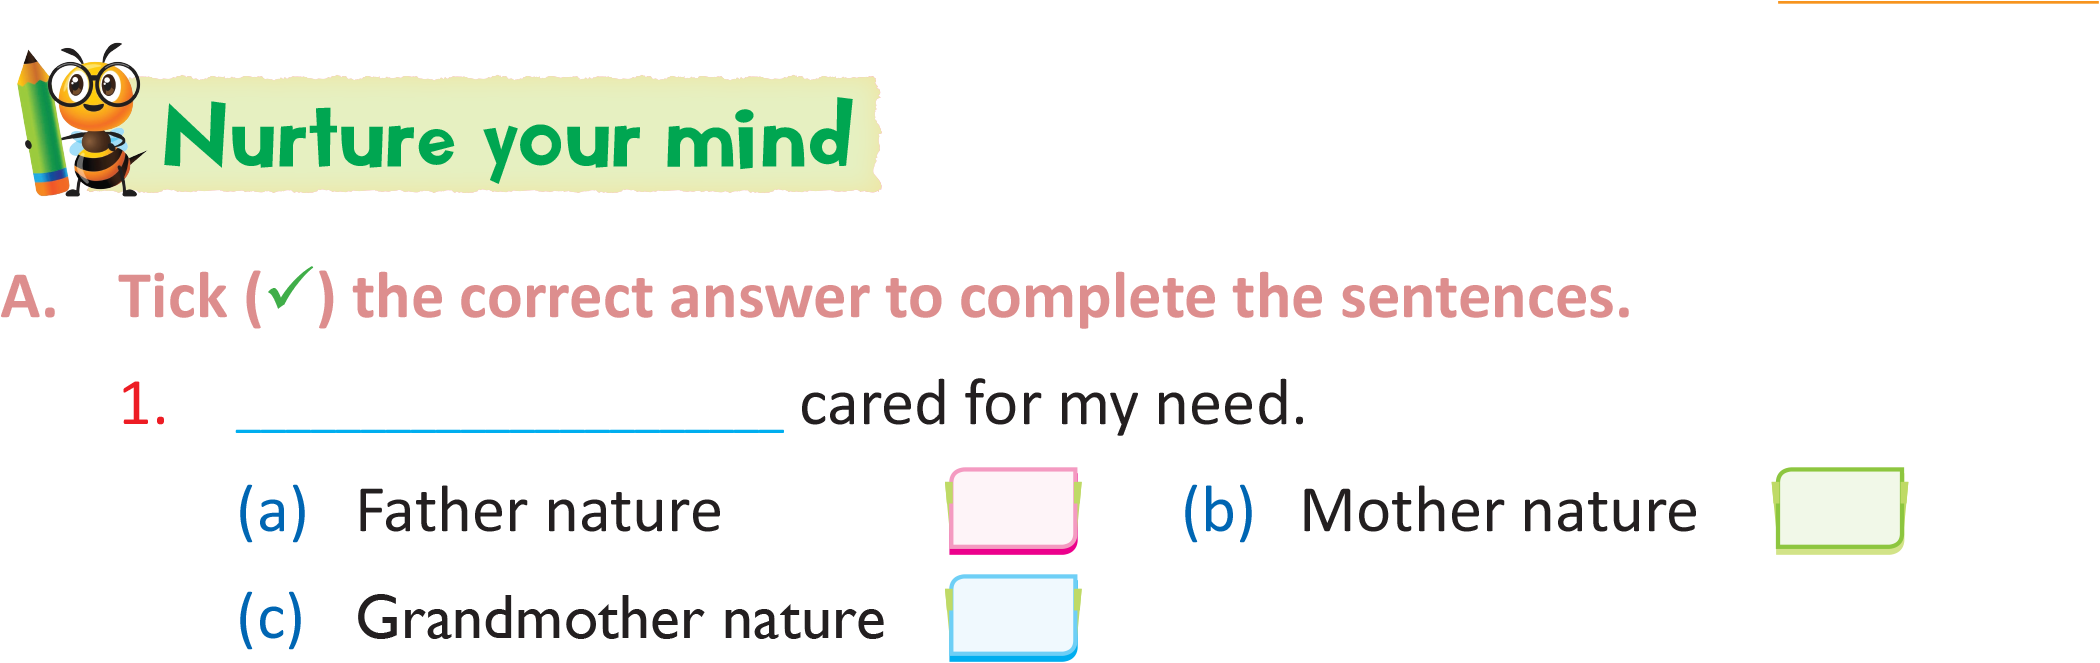 Nurture your mind
A. Tick (✓) the correct answer to complete the sentences.
1. ____________________ cared for my need.
(a) Father nature (b) Mother nature
(c) Grandmother nature